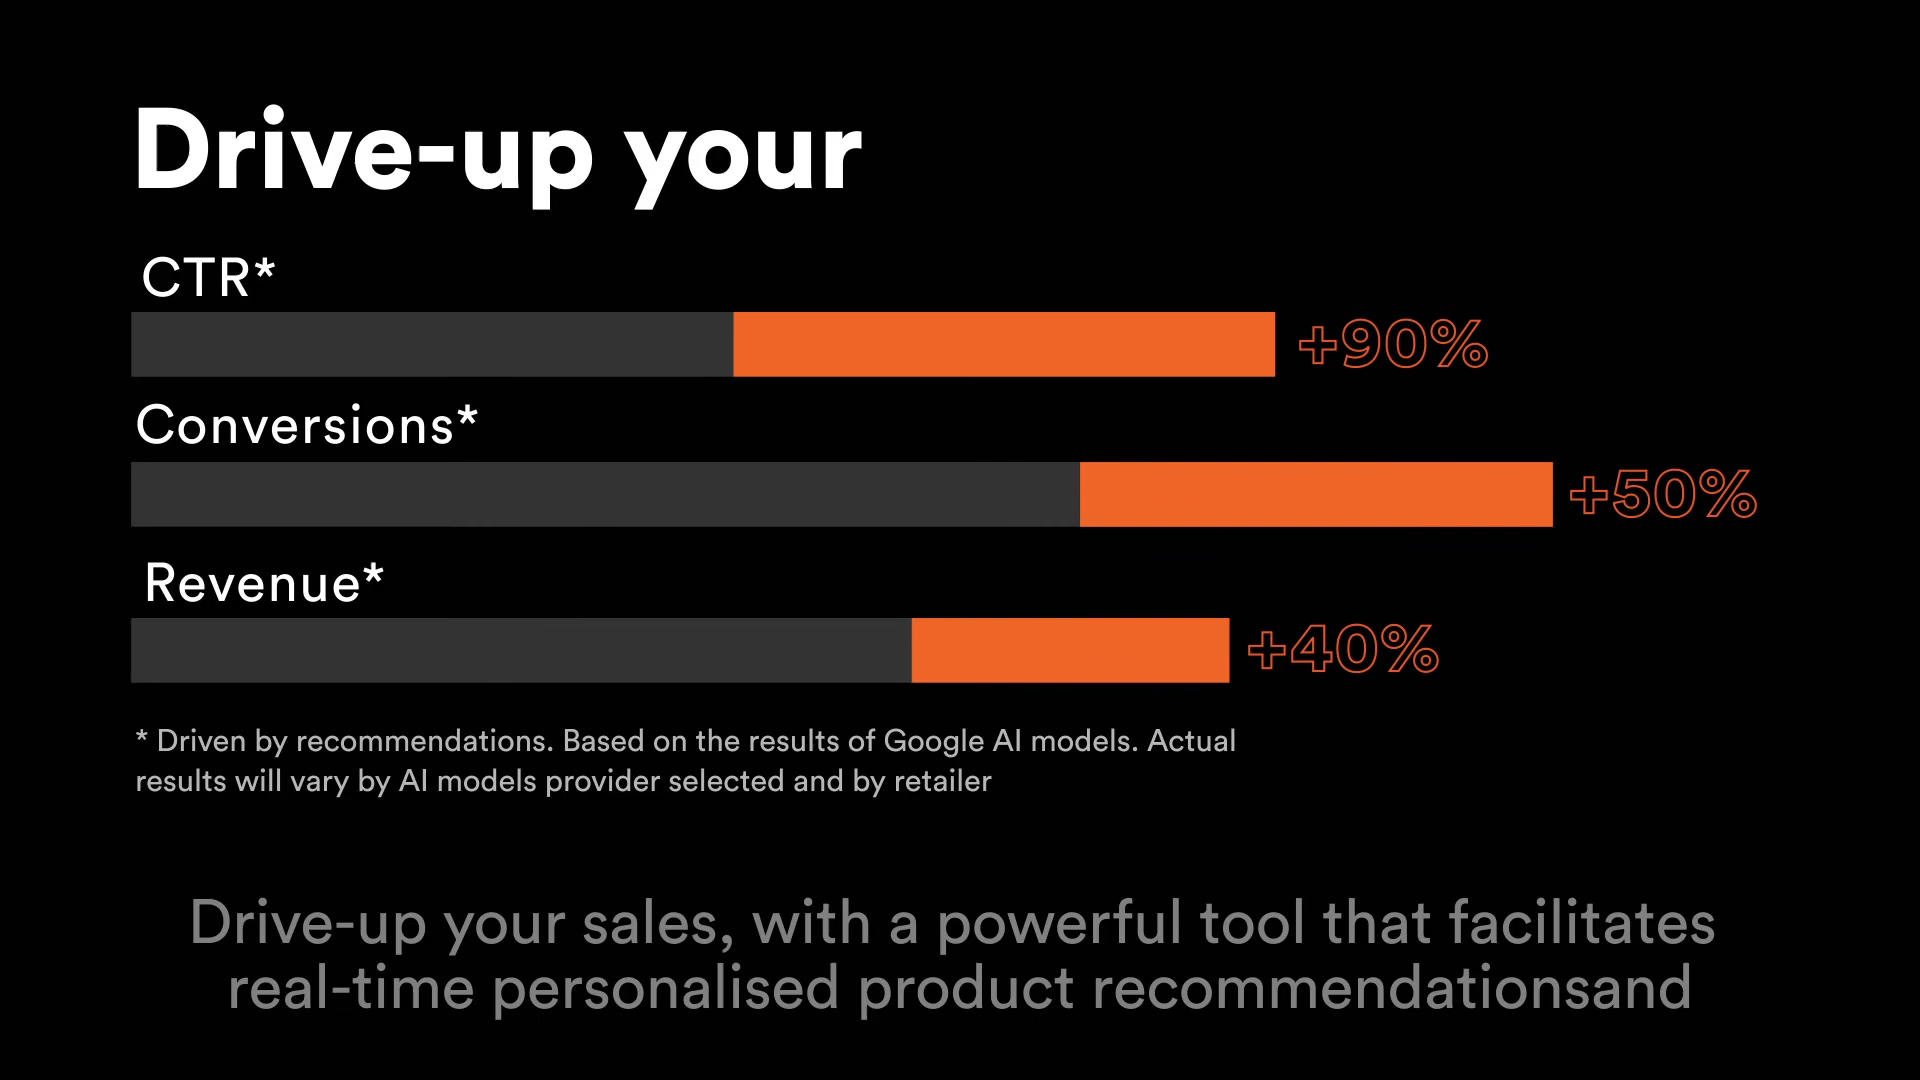 Drive-up your
CTR*
+90%
Conversions*
+50%
Revenue*
+40%
* Driven by recommendations. Based on the results of Google AI models. Actual
results will vary by AI models provider selected and by retailer
Drive-up your sales, with a powerful tool that facilitates
real-time personalised product recommendationsand